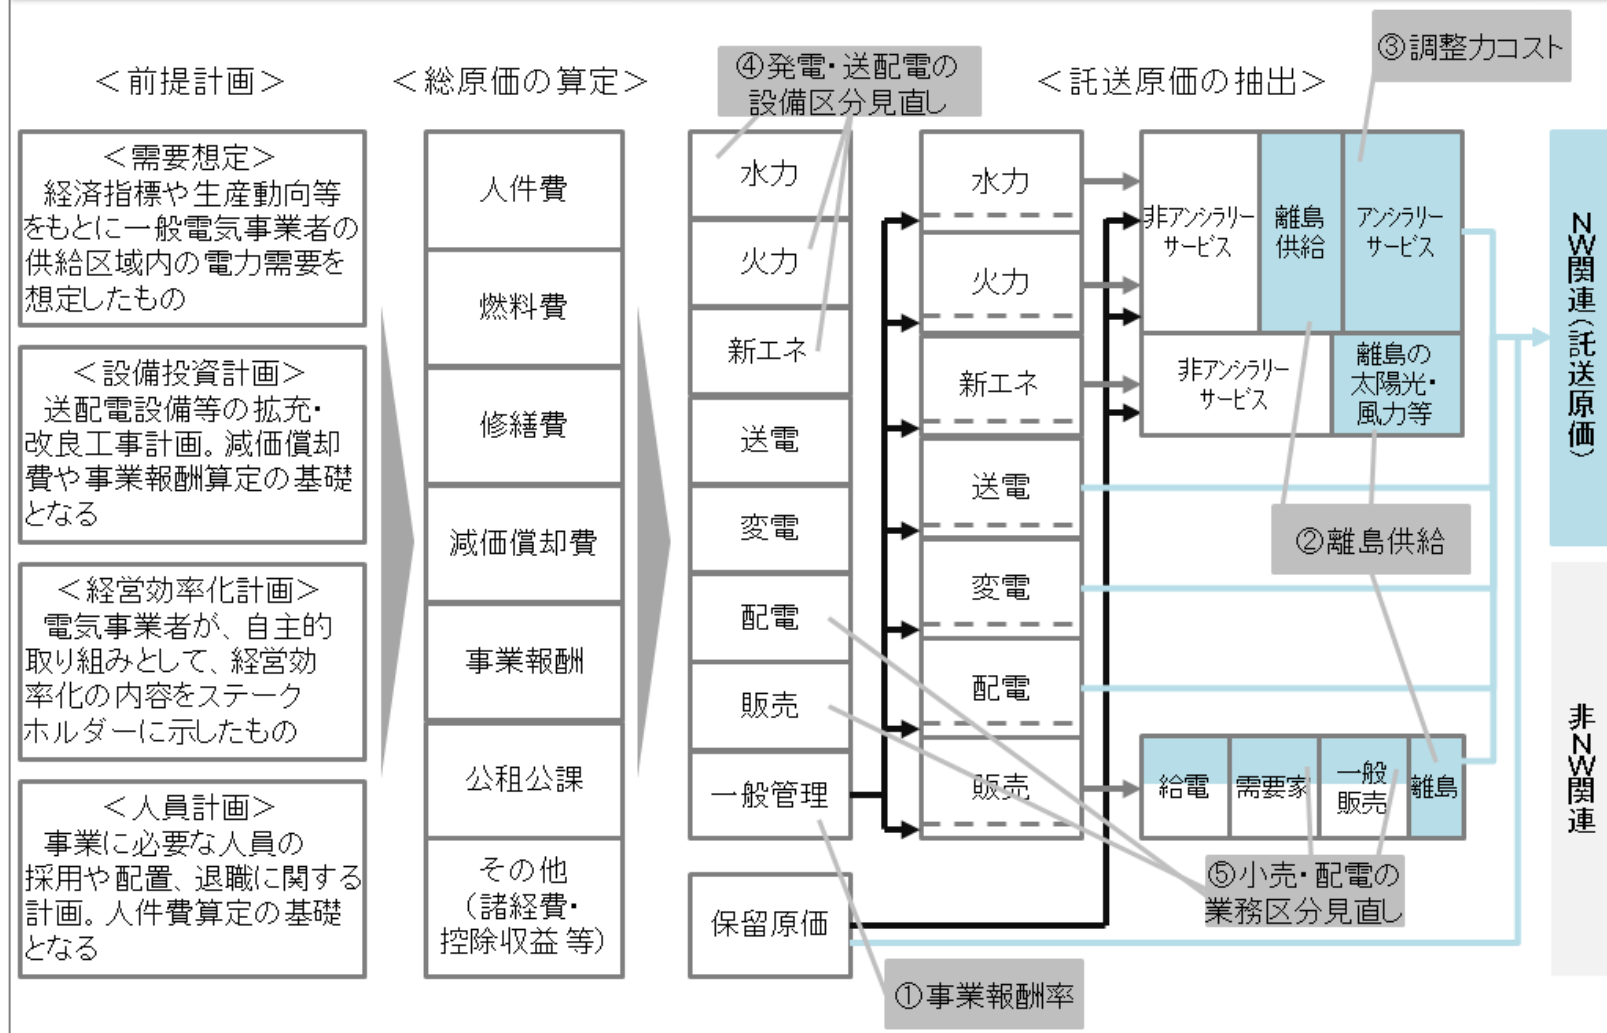 ＜前提計画＞
＜需要想定＞
経済指標や生産動向等
をもとに一般電気事業者の
供給区域内の電力需要を
想定したもの
＜設備投資計画＞
送配電設備等の拡充・
改良工事計画。減価償却
費や事業報酬算定の基礎
となる
＜経営効率化計画＞
電気事業者が、自主的
取り組みとして、経営効
率化の内容をステーク
ホルダーに示したもの
＜人員計画＞
事業に必要な人員の
採用や配置、退職に関する
計画。人件費算定の基礎
となる
＜総原価の算定＞
人件費
燃料費
修繕費
減価償却費
事業報酬
公租公課
その他
（諸経費・
控除収益 等）
④発電・送配電の
設備区分見直し
水力
火力
新エネ
送電
変電
配電
販売
一般管理
保留原価
①事業報酬率
＜託送原価の抽出＞
水力
火力
新エネ
送電
変電
配電
販売
③調整力コスト
非アンシラリー
サービス
離島
供給
アンシラリー
サービス
非アンシラリー
サービス
離島の
太陽光・
風力等
②離島供給
給電
需要家
一般
販売
離島
⑤小売・配電の
業務区分見直し
ＮＷ関連（託送原価）
非ＮＷ関連